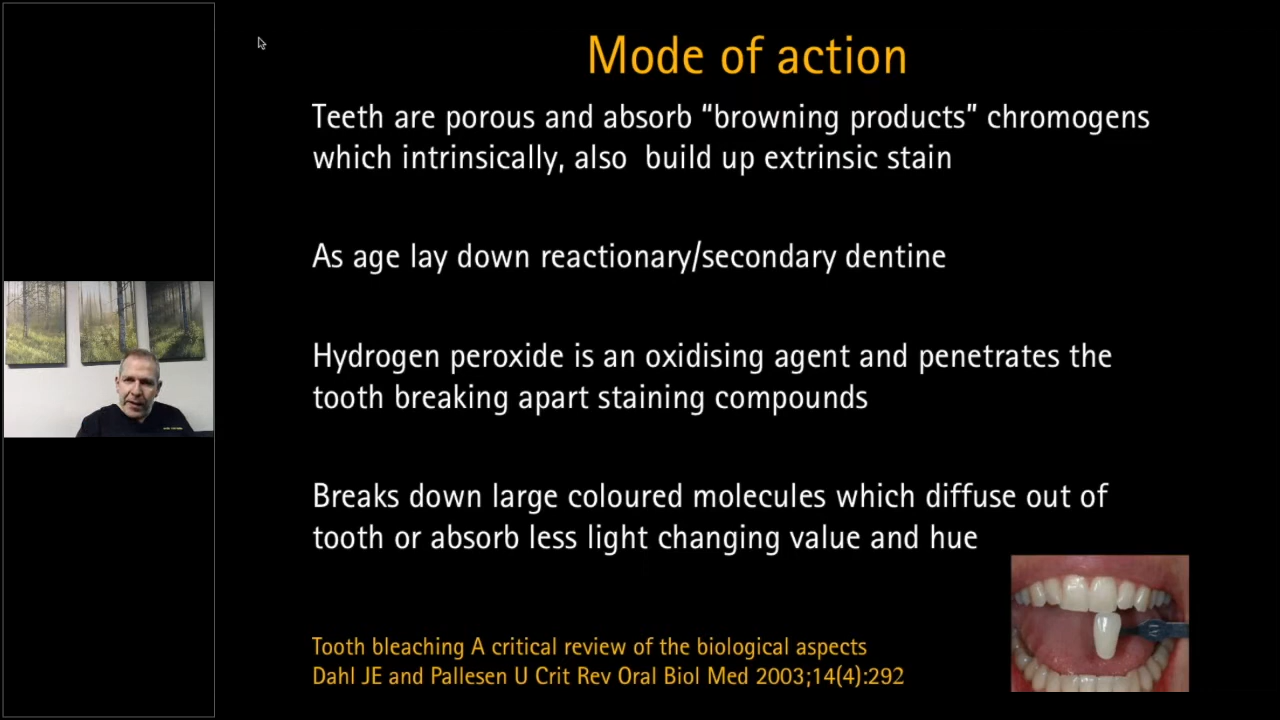 Mode of action
Teeth are porous and absorb “browning products” chromogens
which intrinsically, also build up extrinsic stain
As age lay down reactionary/secondary dentine
Hydrogen peroxide is an oxidising agent and penetrates the
tooth breaking apart staining compounds
Breaks down large coloured molecules which diffuse out of
tooth or absorb less light changing value and hue
Tooth bleaching A critical review of the biological aspects
Dahl JE and Pallesen U Crit Rev Oral Biol Med 2003;14(4):292